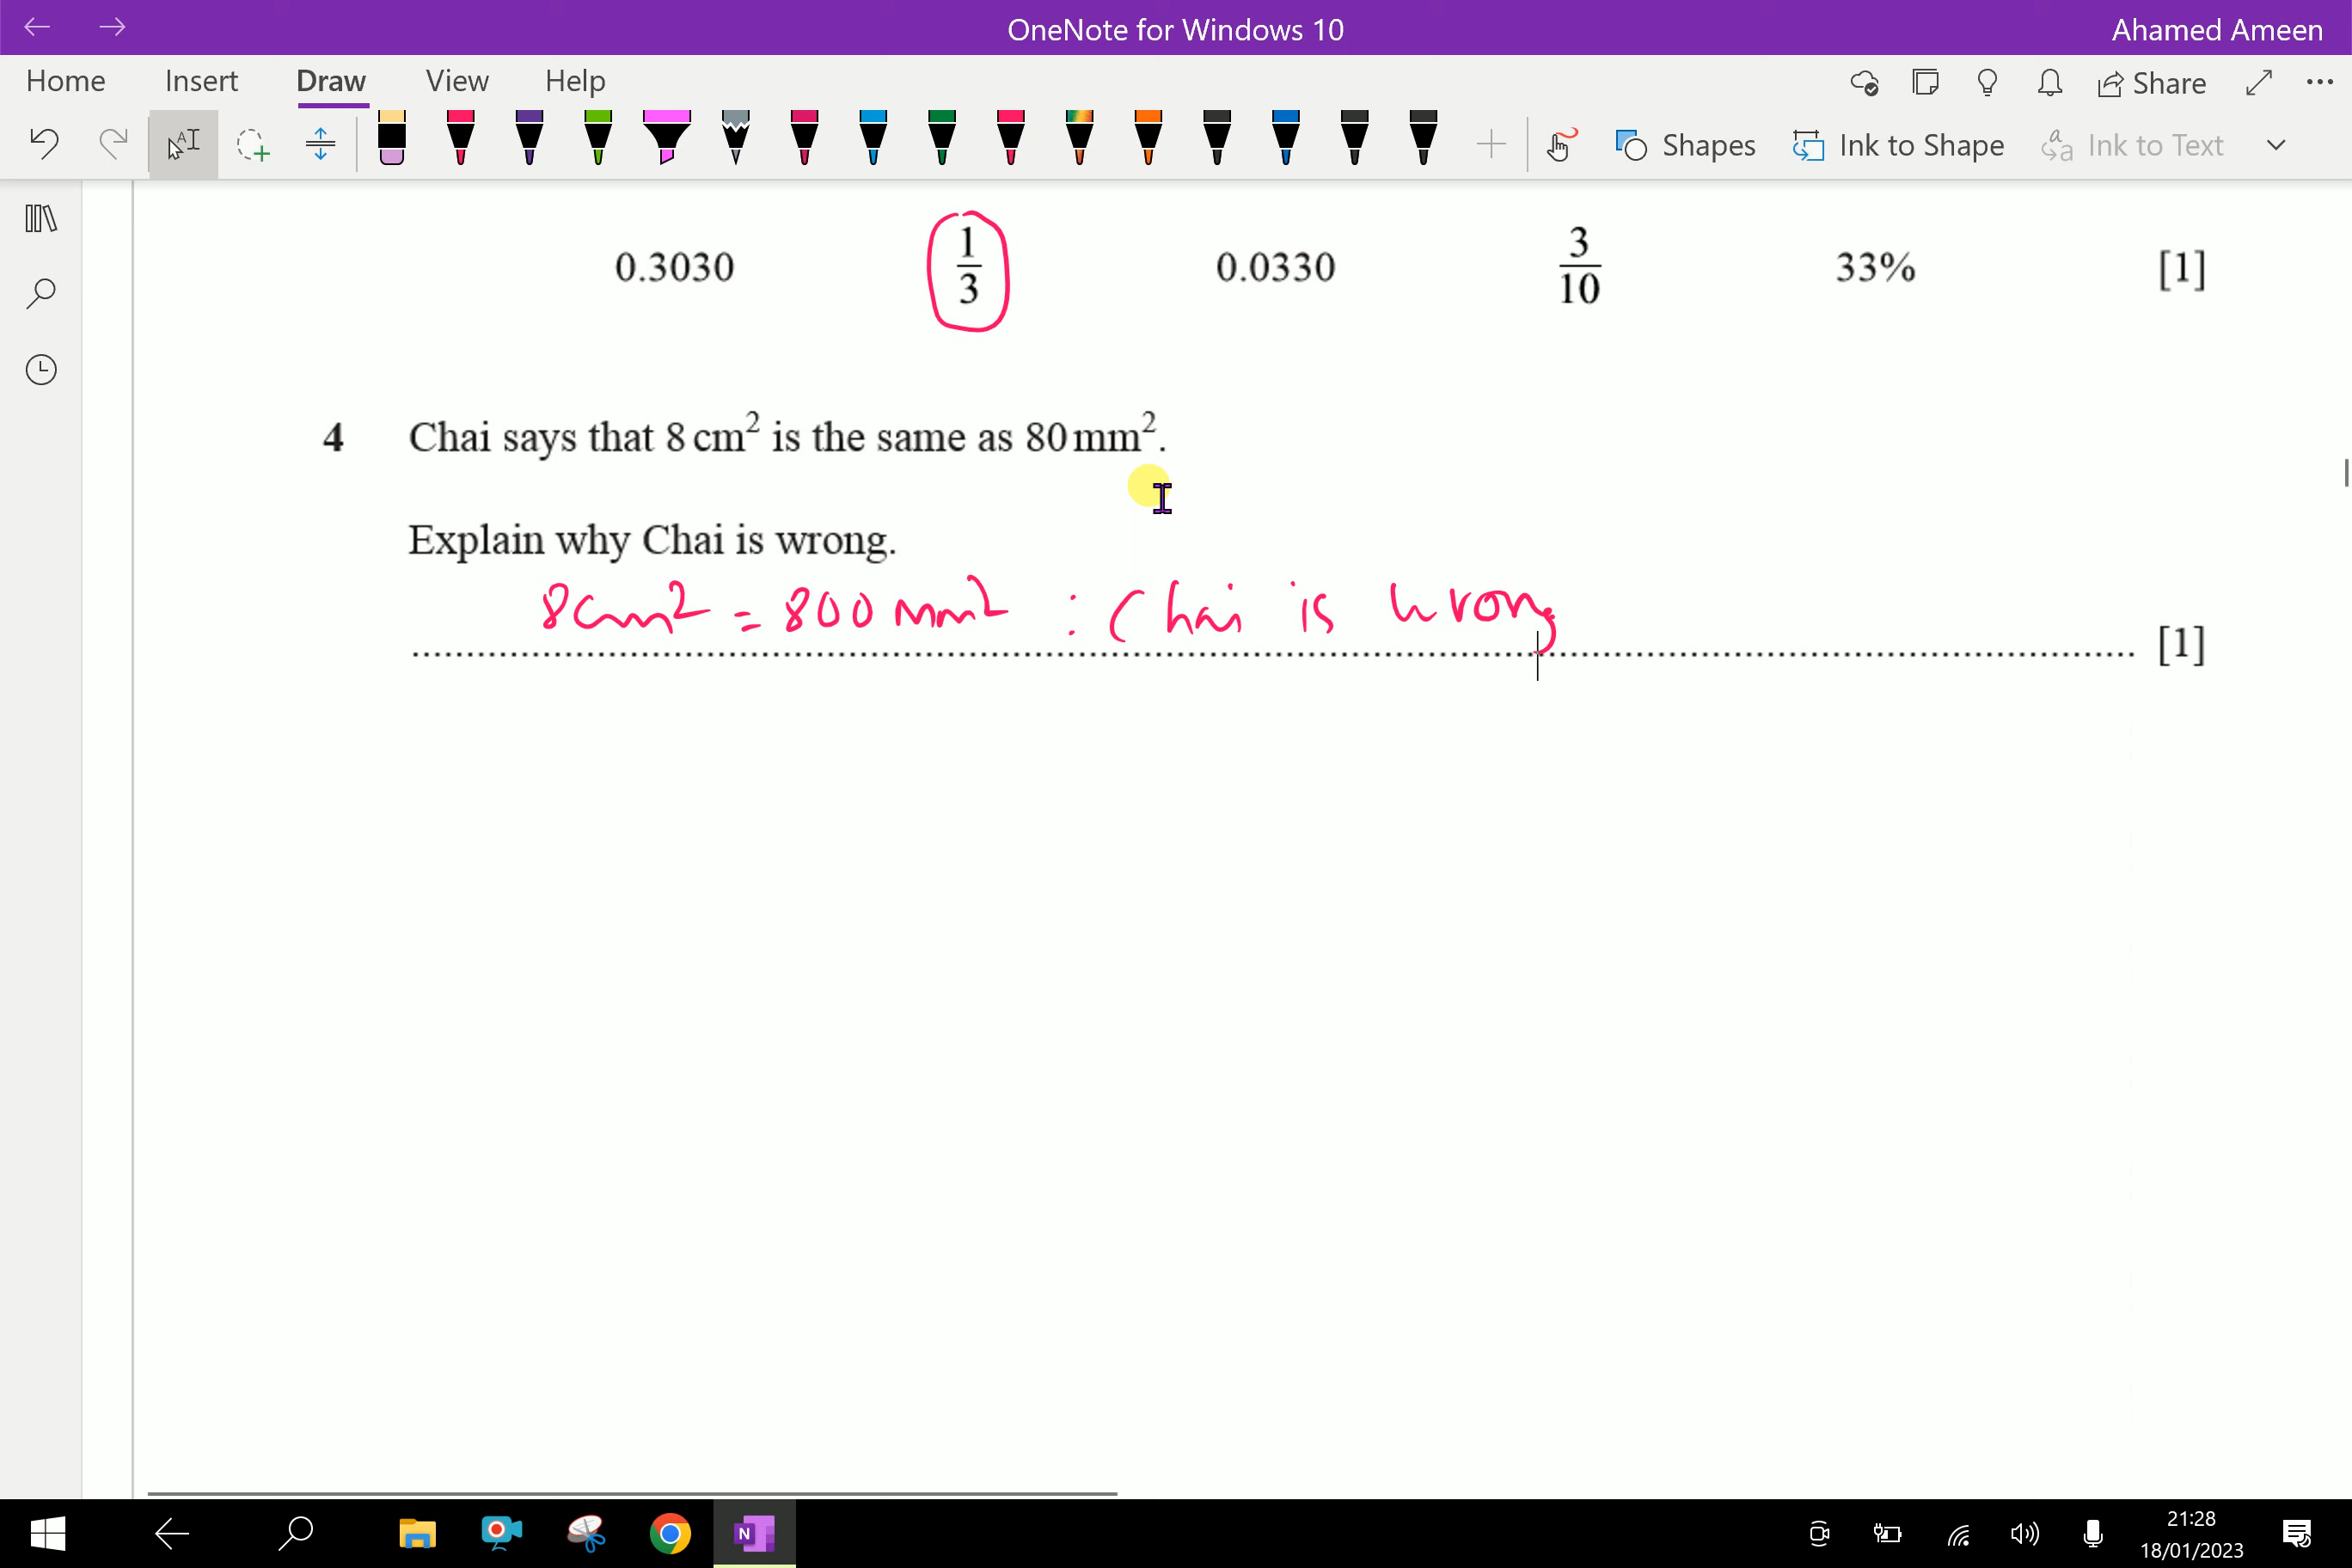 OneNote for Windows 10
Ahamed Ameen
Home Insert Draw View Help
Share
Shapes Ink to Shape Ink to Text
0.3030 1/3 0.0330 3/10 33% [1]
4 Chai says that 8 cm² is the same as 80 mm².
Explain why Chai is wrong.
8cm² = 800 mm² : Chai is wrong
[1]
21:28
18/01/2023